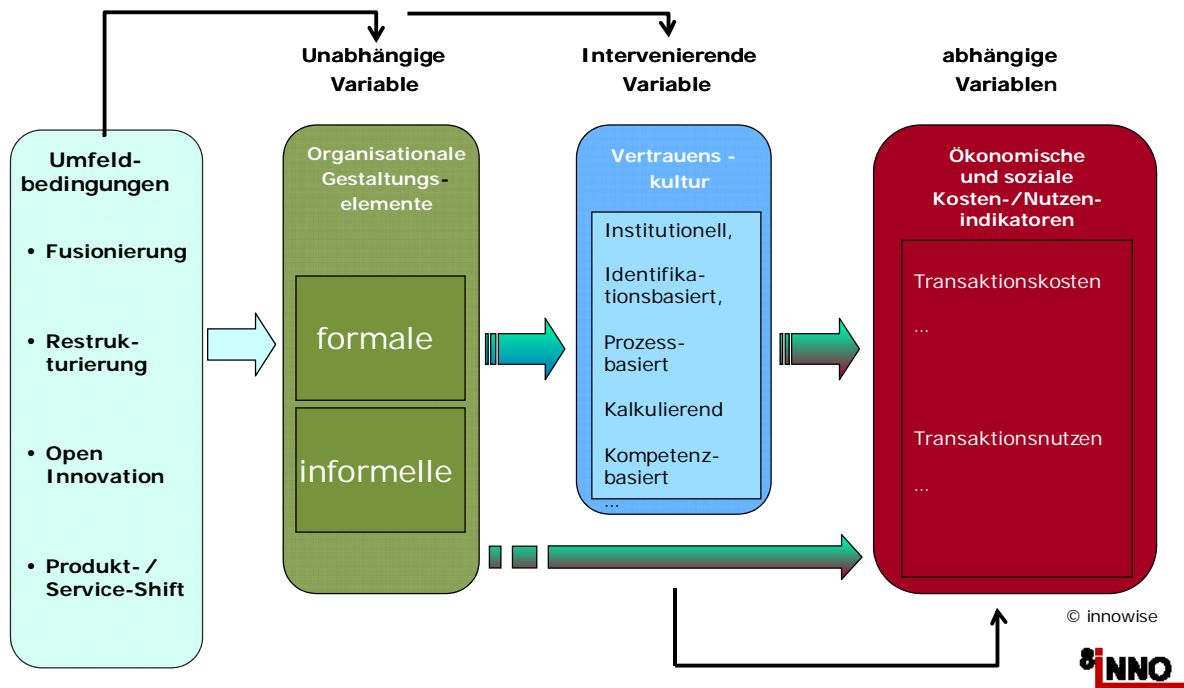 Unabhängige
Variable
Intervenierende
Variable
abhängige
Variablen
Umfeld-
bedingungen
• Fusionierung
• Restruk-
turierung
• Open
Innovation
• Produkt- /
Service-Shift
Organisationale
Gestaltungs-
elemente
formale
informelle
Vertrauens -
kultur
Institutionell,
Identifika-
tionsbasiert,
Prozess-
basiert
Kalkulierend
Kompetenz-
basiert
...
Ökonomische
und soziale
Kosten-/Nutzen-
indikatoren
Transaktionskosten
...
Transaktionsnutzen
...
© innowise
8iNNO